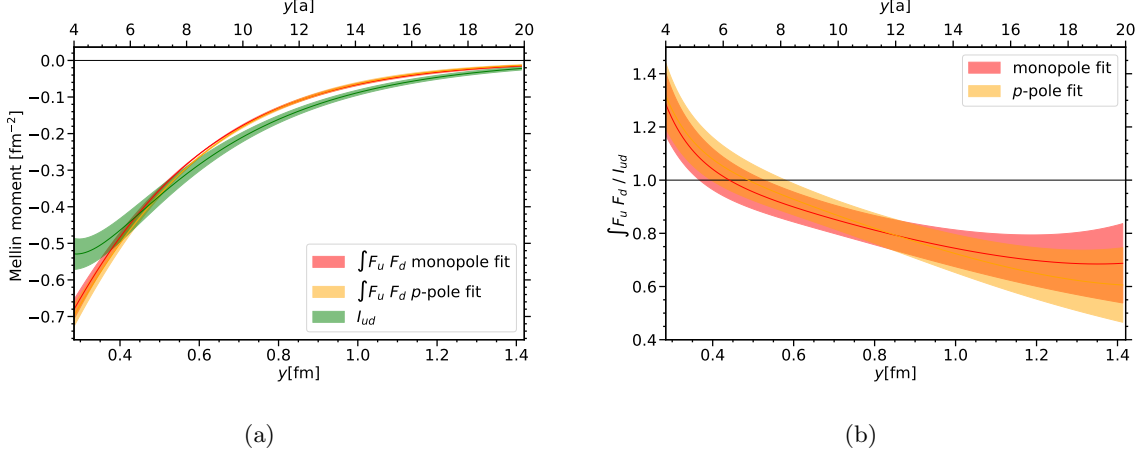 y[a]
4 6 8 10 12 14 16 18 20
0.0
−0.1
−0.2
−0.3
−0.4
−0.5
−0.6
−0.7
Mellin moment [fm⁻²]
∫F_u F_d monopole fit
∫F_u F_d p-pole fit
I_ud
0.4 0.6 0.8 1.0 1.2 1.4
y[fm]
(a)
y[a]
4 6 8 10 12 14 16 18 20
1.4
1.2
1.0
0.8
0.6
0.4
∫F_u F_d / I_ud
monopole fit
p-pole fit
0.4 0.6 0.8 1.0 1.2 1.4
y[fm]
(b)